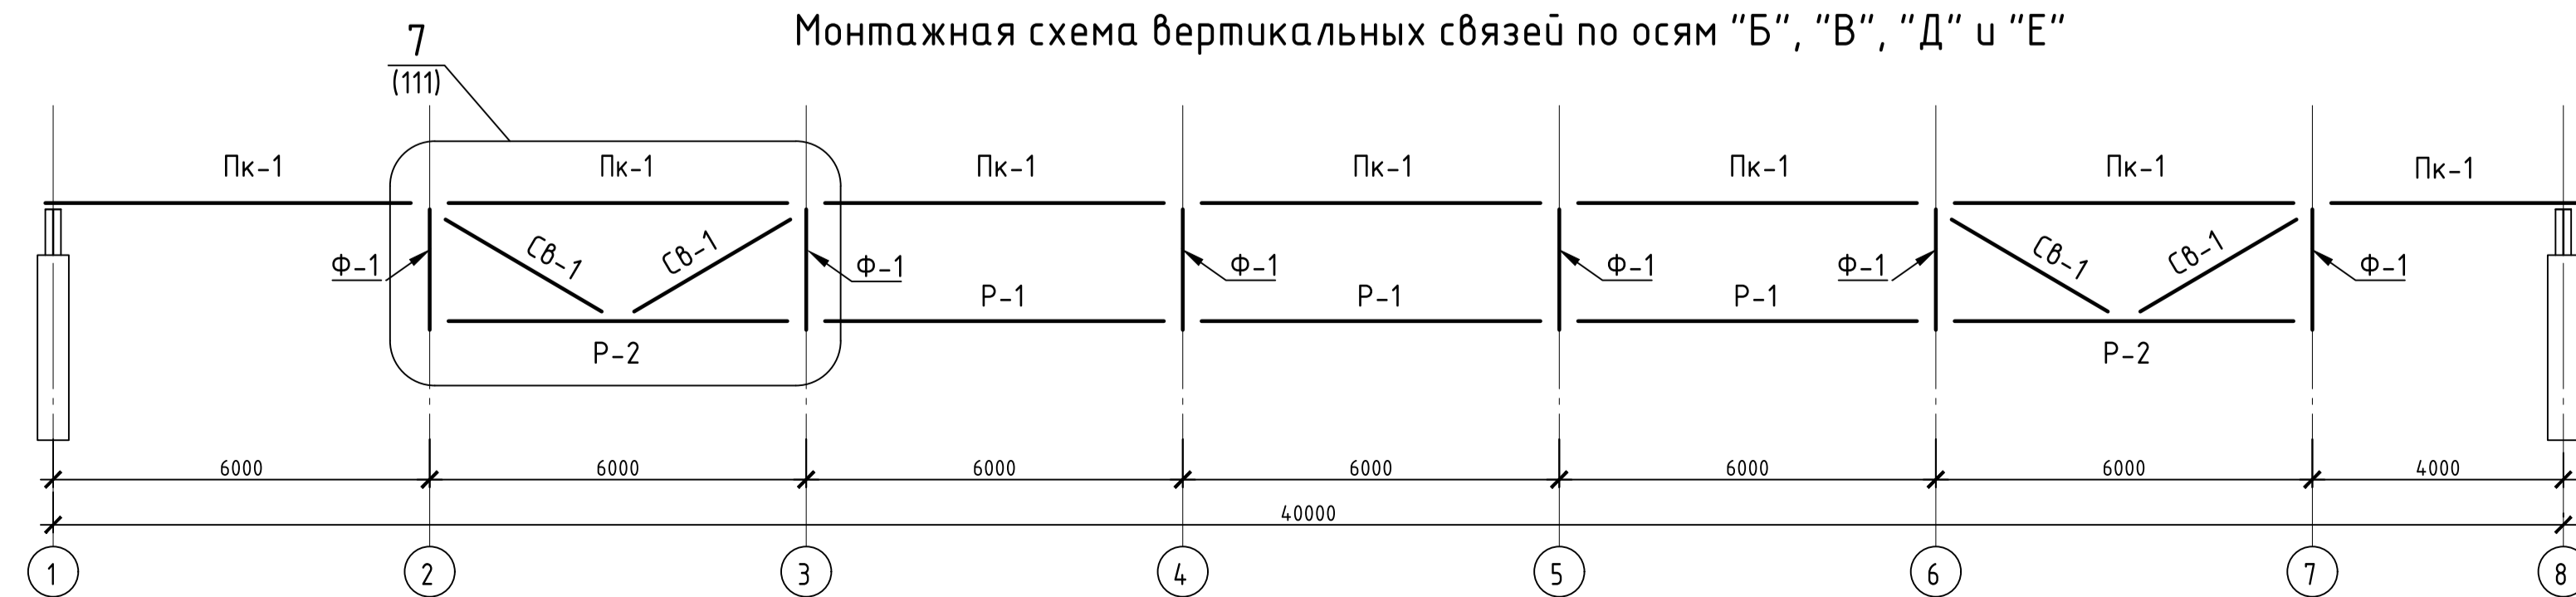 Монтажная схема вертикальных связей по осям "Б", "В", "Д" и "Е"
7
(111)
Пк-1 Пк-1 Пк-1 Пк-1 Пк-1 Пк-1 Пк-1
Св-1 Св-1 Св-1 Св-1
Ф-1 Ф-1 Ф-1 Ф-1 Ф-1 Ф-1
Р-1 Р-1 Р-1
Р-2 Р-2
6000 6000 6000 6000 6000 6000 4000
40000
1 2 3 4 5 6 7 8